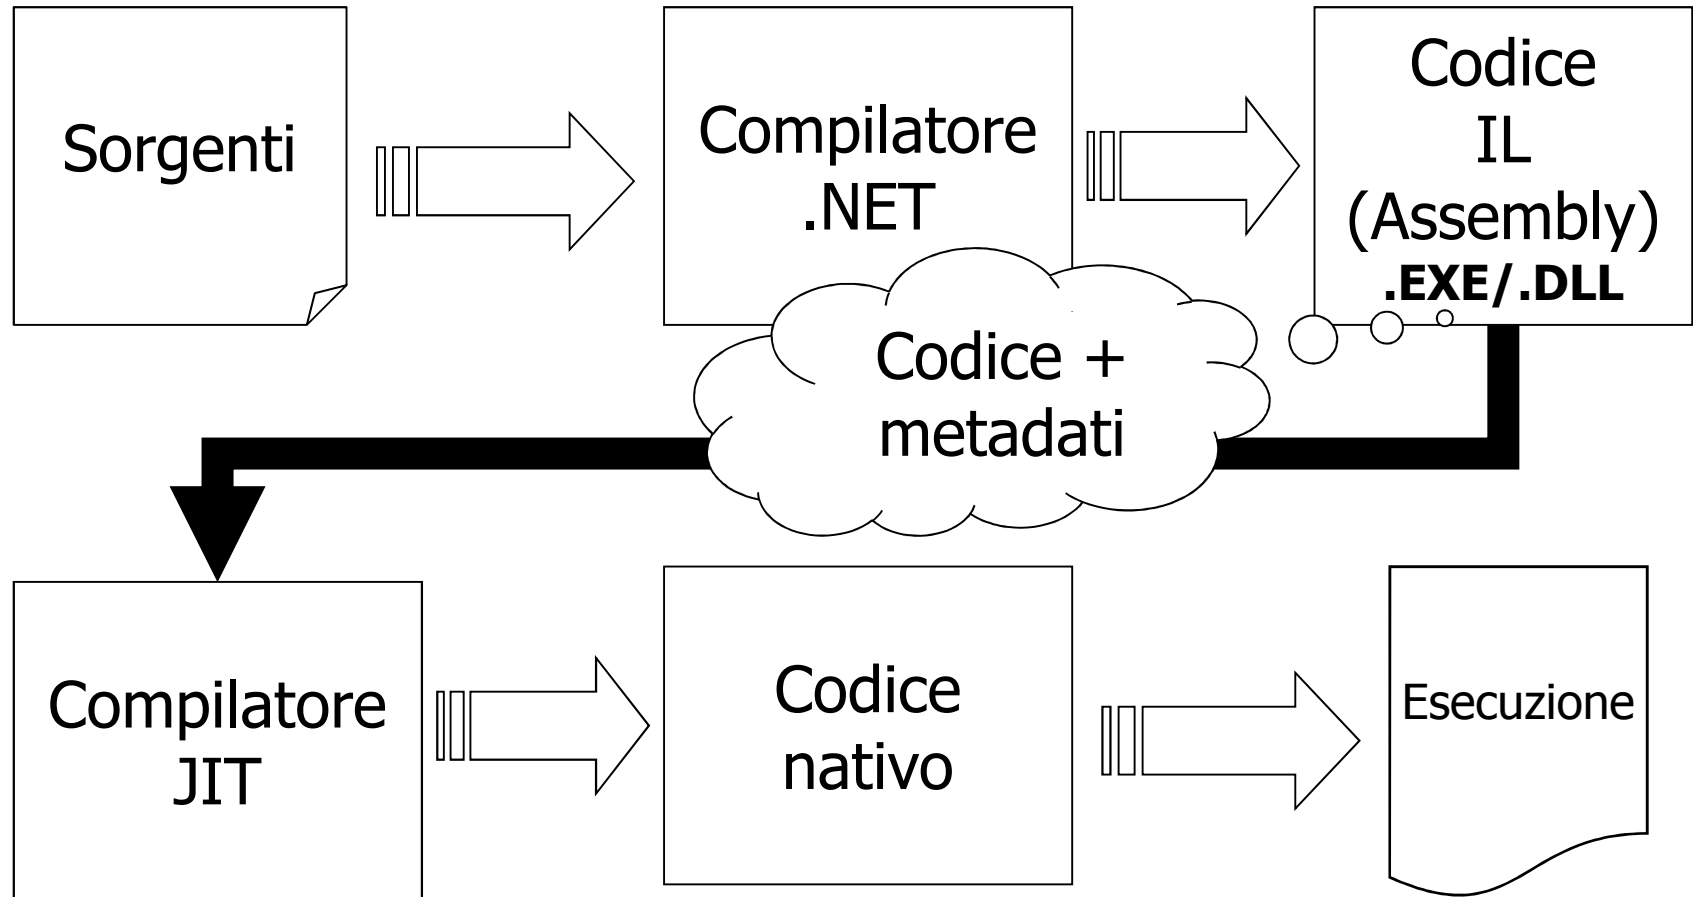 Sorgenti
Compilatore
.NET
Codice
IL
(Assembly)
.EXE/.DLL
Codice +
metadati
Compilatore
JIT
Codice
nativo
Esecuzione